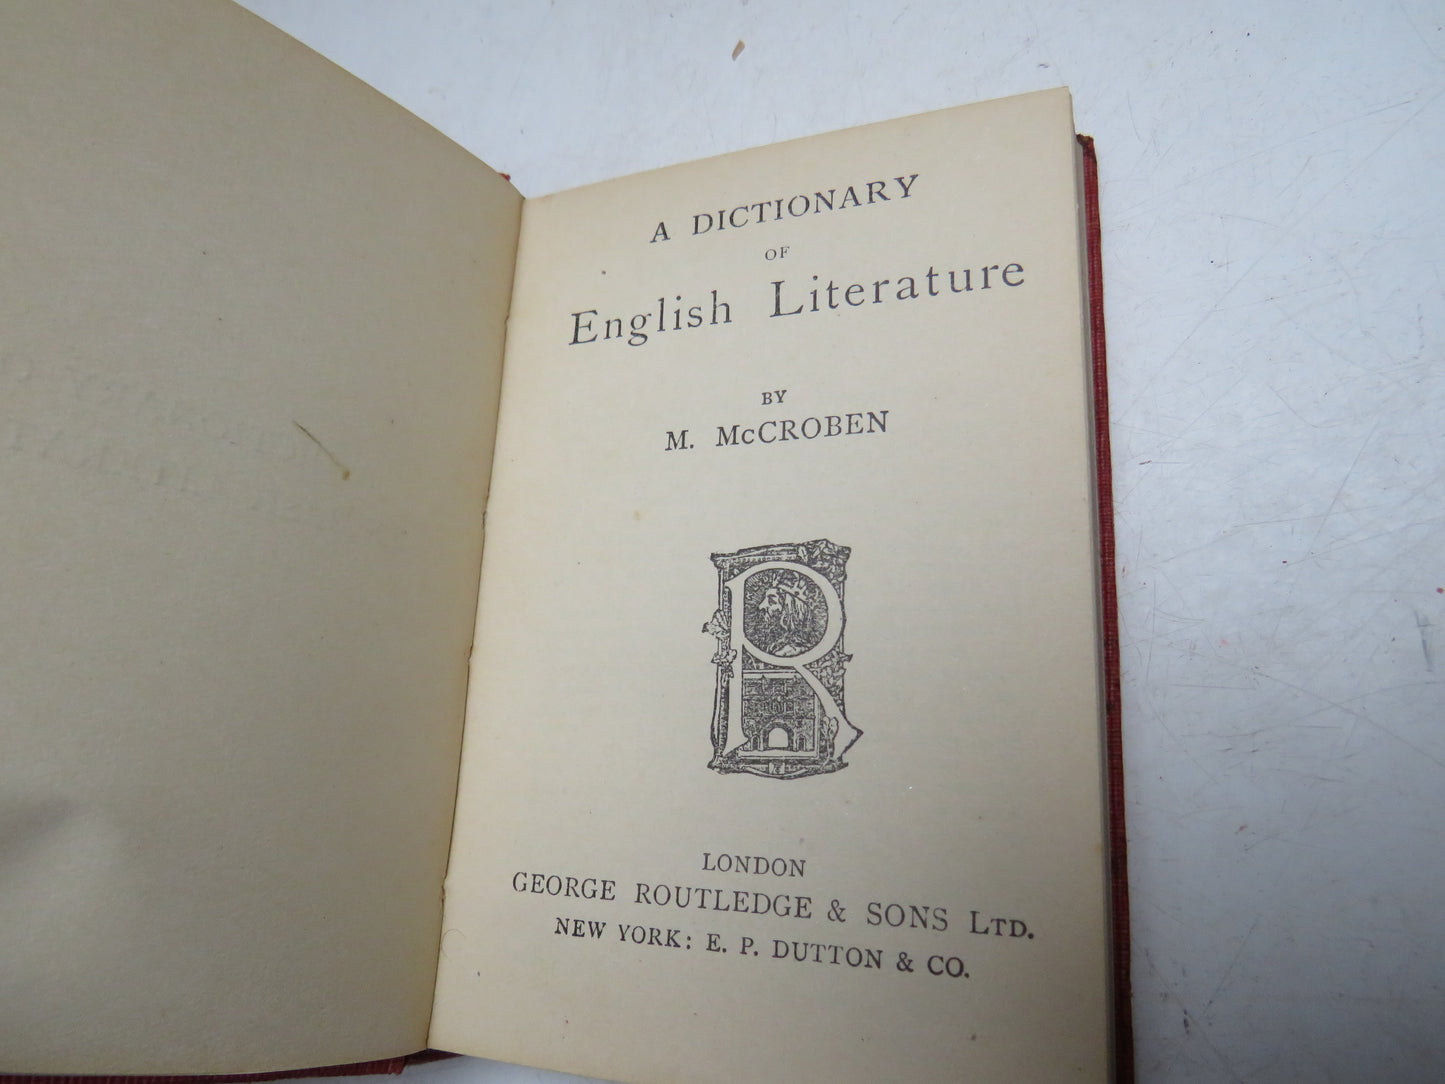 A DICTIONARY
OF
English Literature
BY
M. McCROBEN
R
LONDON
GEORGE ROUTLEDGE & SONS LTD.
NEW YORK: E. P. DUTTON & CO.